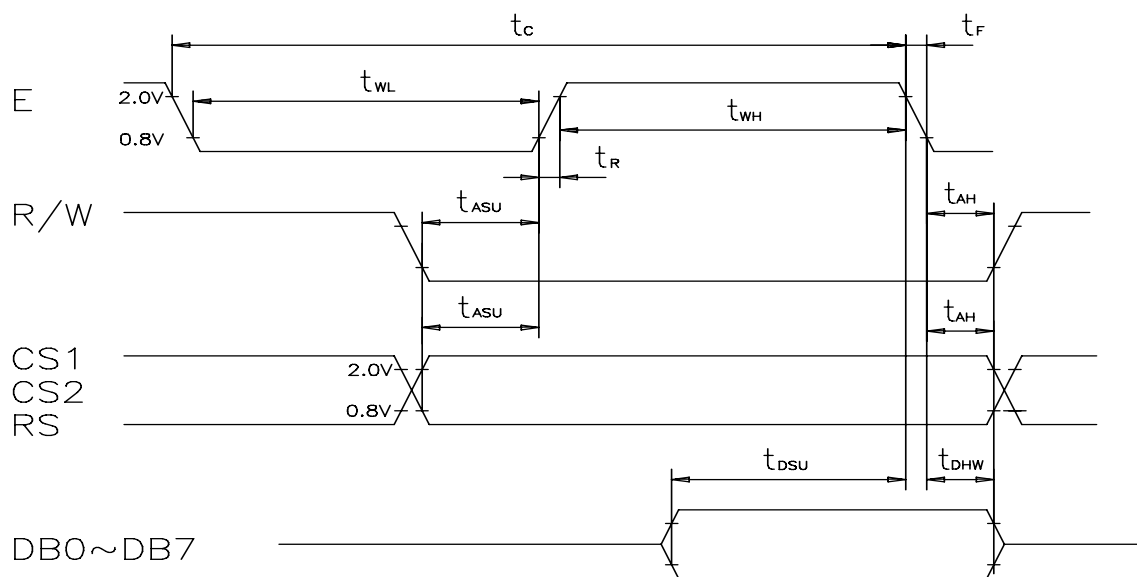 tC
tF
E
2.0V
tWL
tWH
0.8V
tR
R/W
tASU
tAH
tASU
tAH
CS1
2.0V
CS2
0.8V
RS
tDSU
tDHW
DB0~DB7